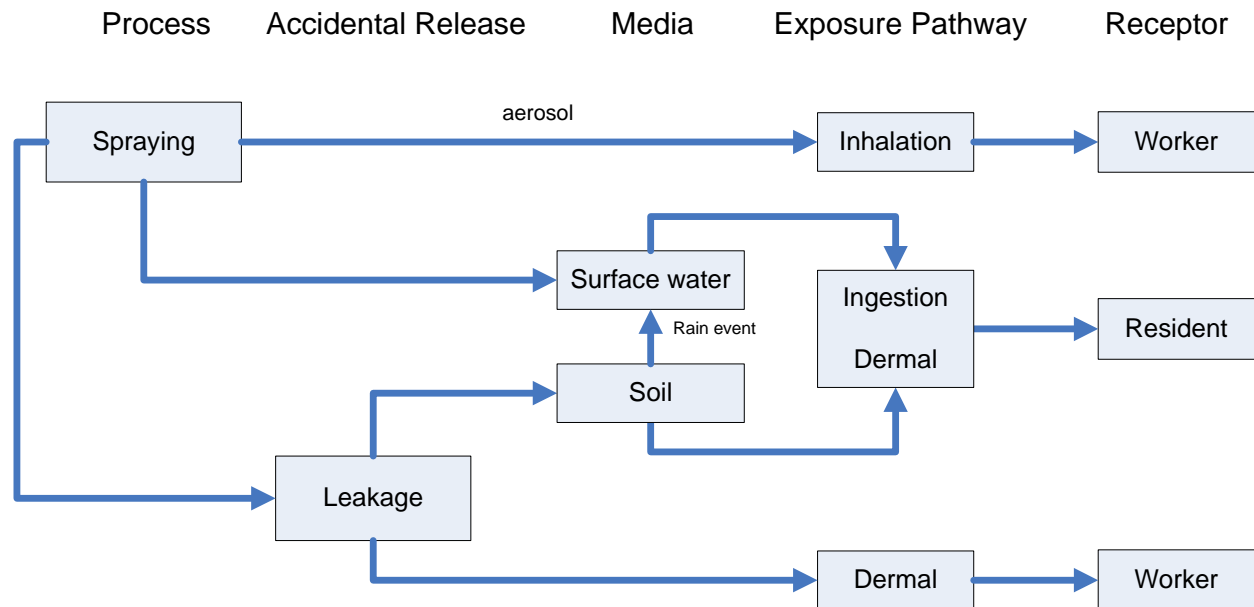 Process Accidental Release Media Exposure Pathway Receptor
aerosol
Spraying Inhalation Worker
Surface water
Ingestion
Rain event
Resident
Dermal
Soil
Leakage
Dermal Worker